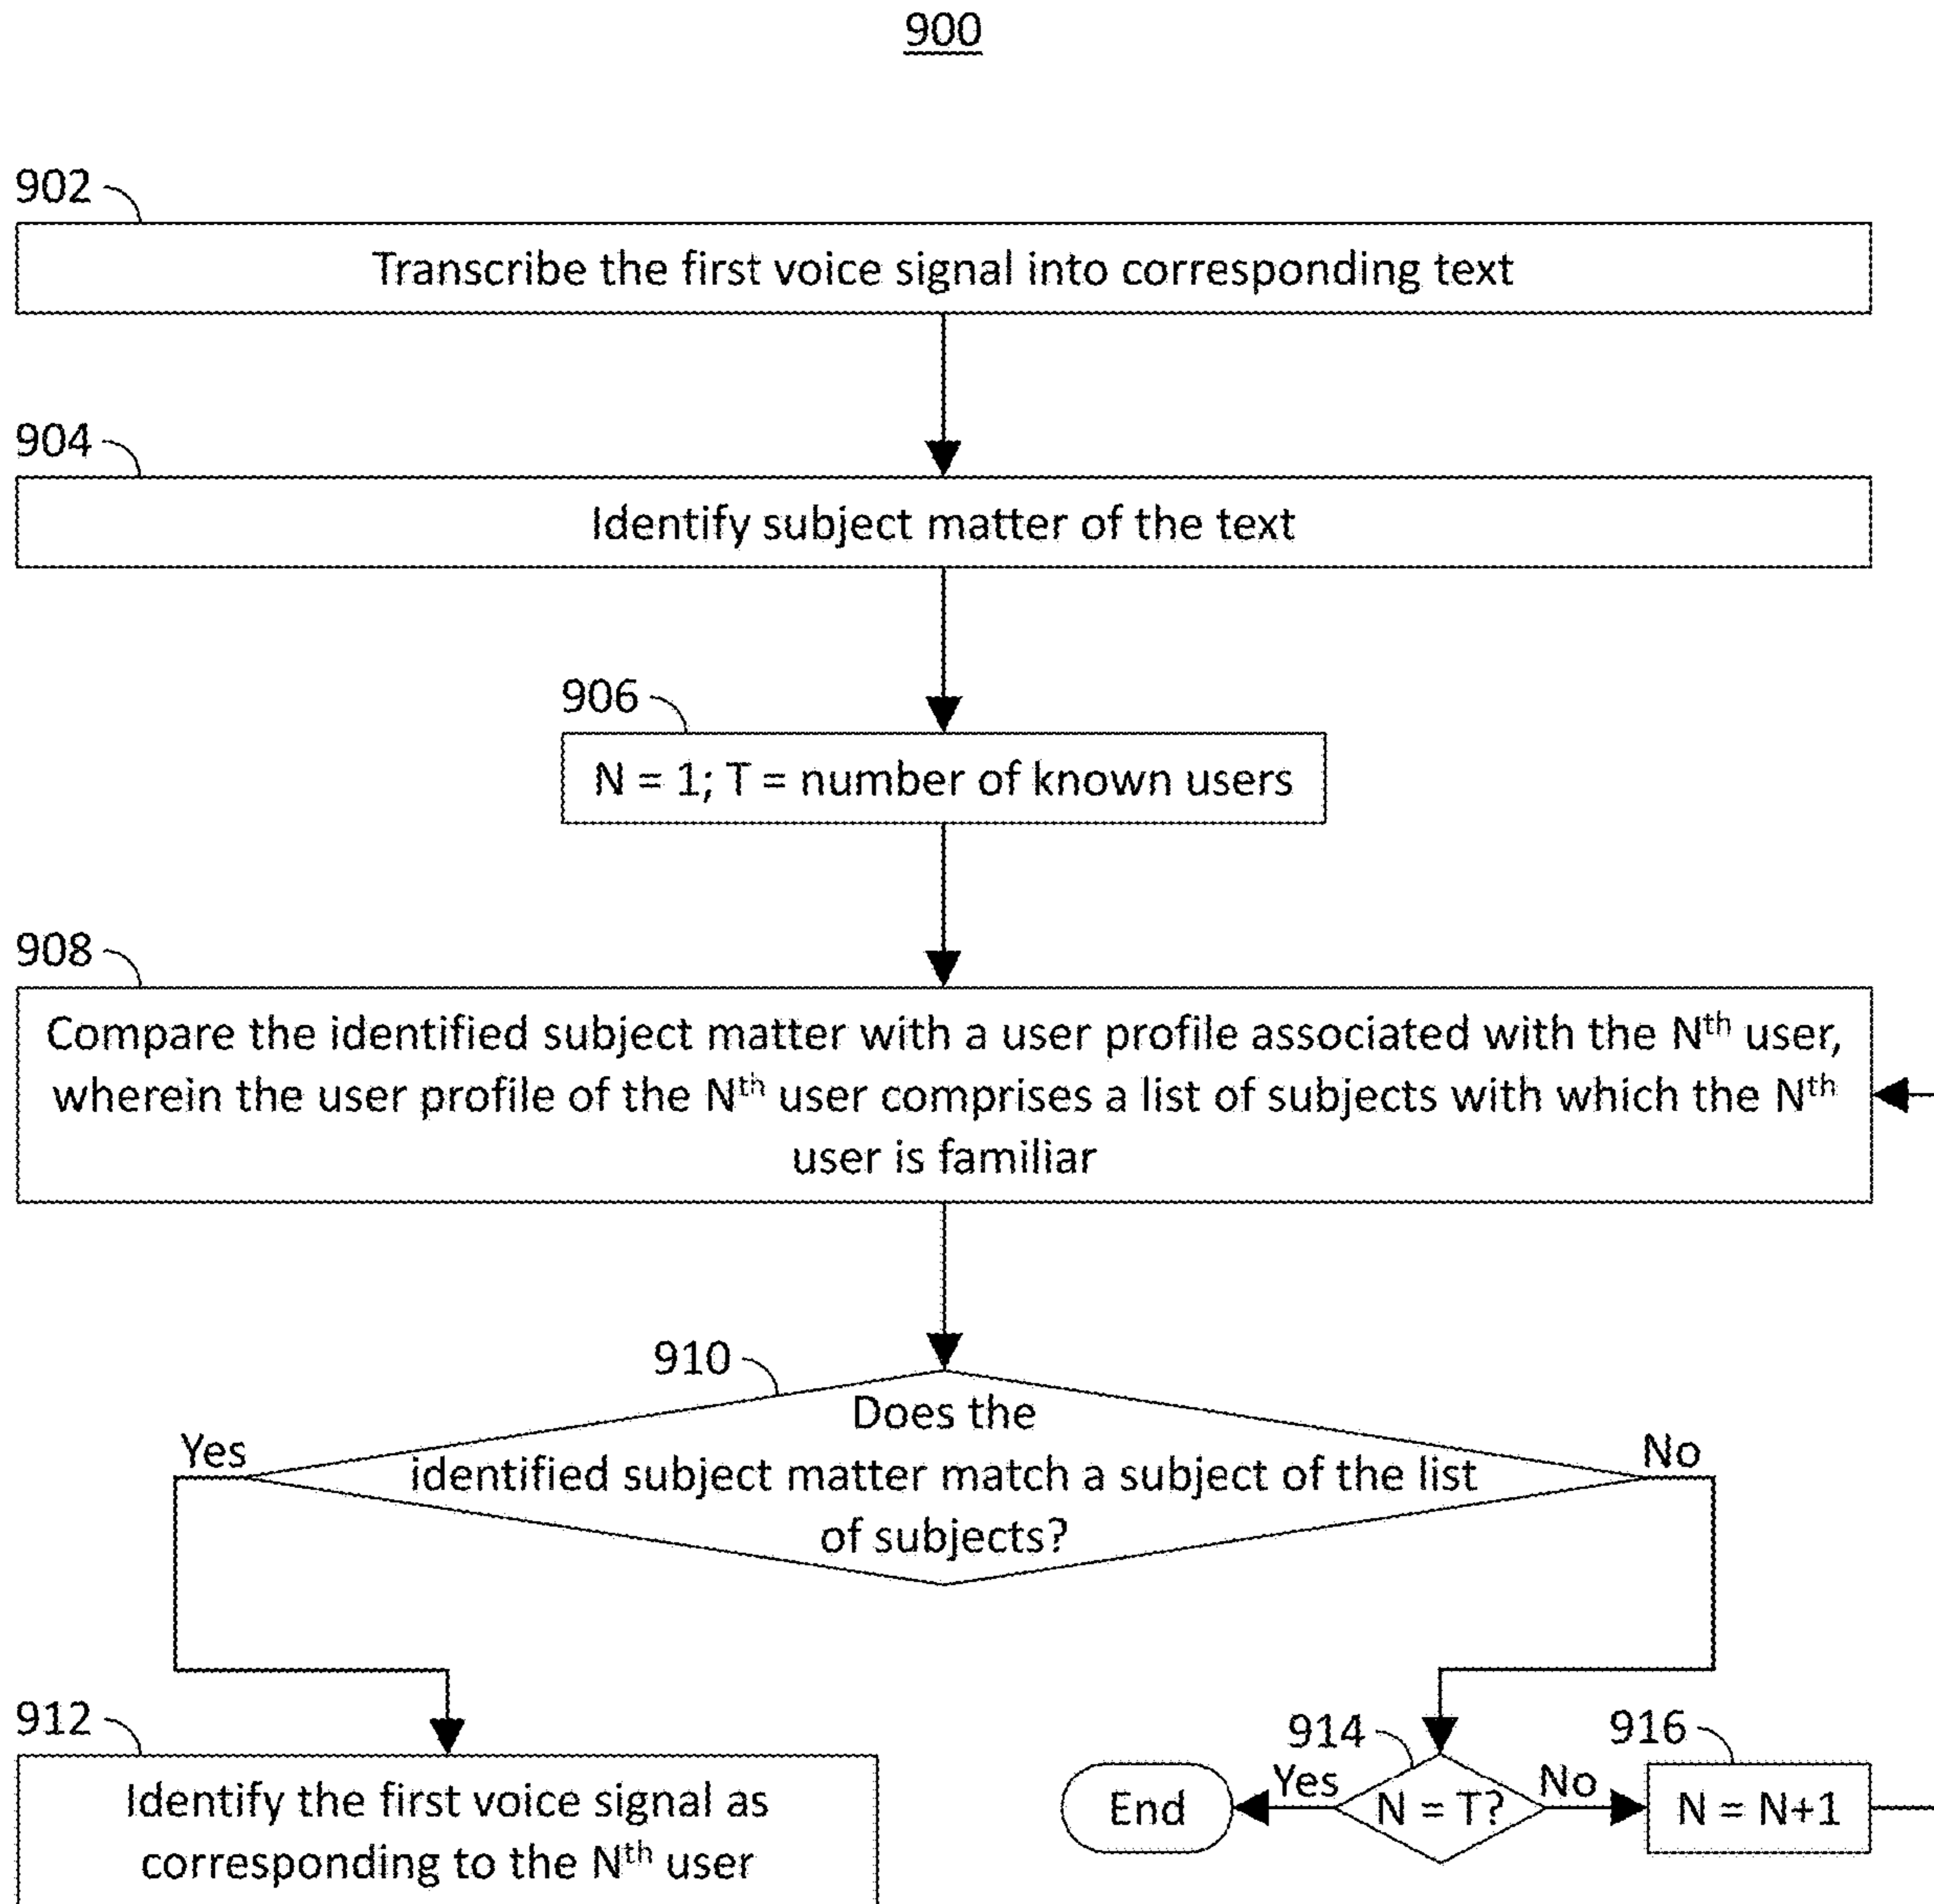 900
902
Transcribe the first voice signal into corresponding text
904
Identify subject matter of the text
906
N = 1; T = number of known users
908
Compare the identified subject matter with a user profile associated with the Nth user,
wherein the user profile of the Nth user comprises a list of subjects with which the Nth
user is familiar
910
Does the
identified subject matter match a subject of the list
of subjects?
Yes
No
912
Identify the first voice signal as
corresponding to the Nth user
914
N = T?
Yes
End
No
916
N = N+1